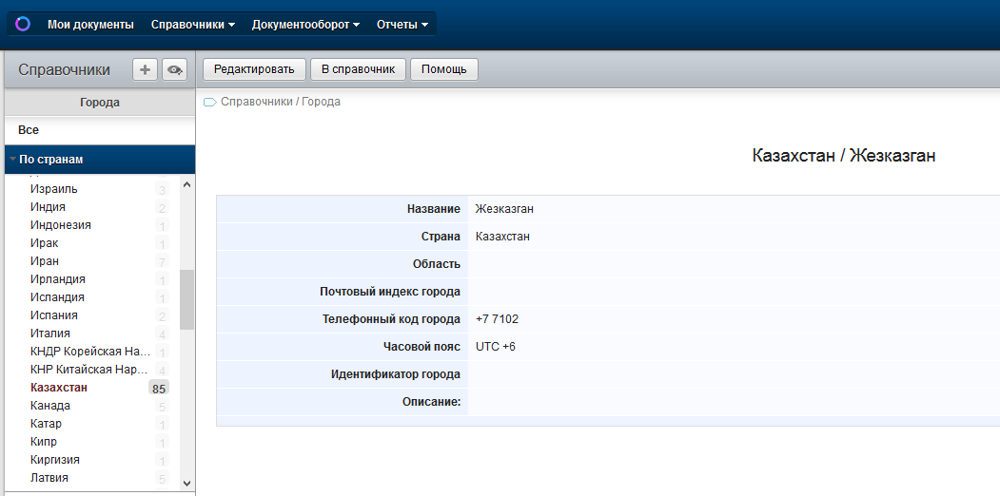 Мои документы Справочники Документооборот Отчеты
Справочники
Редактировать В справочник Помощь
Города
Справочники / Города
Все
По странам
Казахстан / Жезказган
Израиль 3
Индия 2
Индонезия 1
Ирак 1
Иран 7
Ирландия 1
Исландия 1
Испания 2
Италия 4
КНДР Корейская На... 1
КНР Китайская Нар... 4
Казахстан 85
Канада 5
Катар 1
Кипр 1
Киргизия 1
Латвия 5
Название Жезказган
Страна Казахстан
Область
Почтовый индекс города
Телефонный код города +7 7102
Часовой пояс UTC +6
Идентификатор города
Описание: